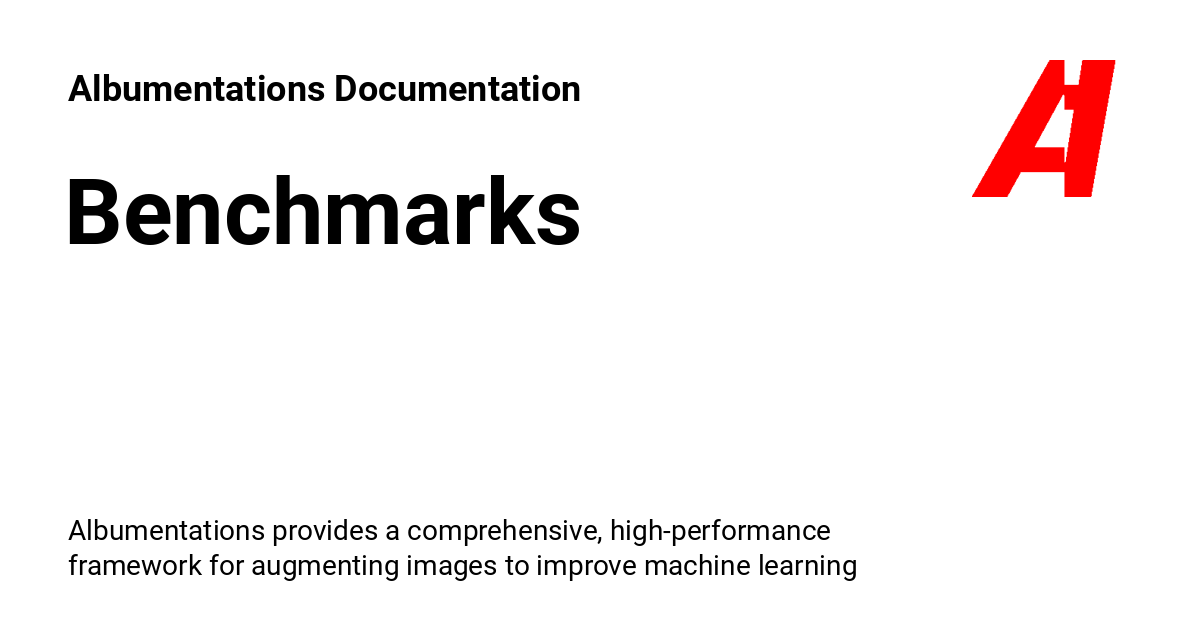 Albumentations Documentation
Benchmarks
Albumentations provides a comprehensive, high-performance
framework for augmenting images to improve machine learning